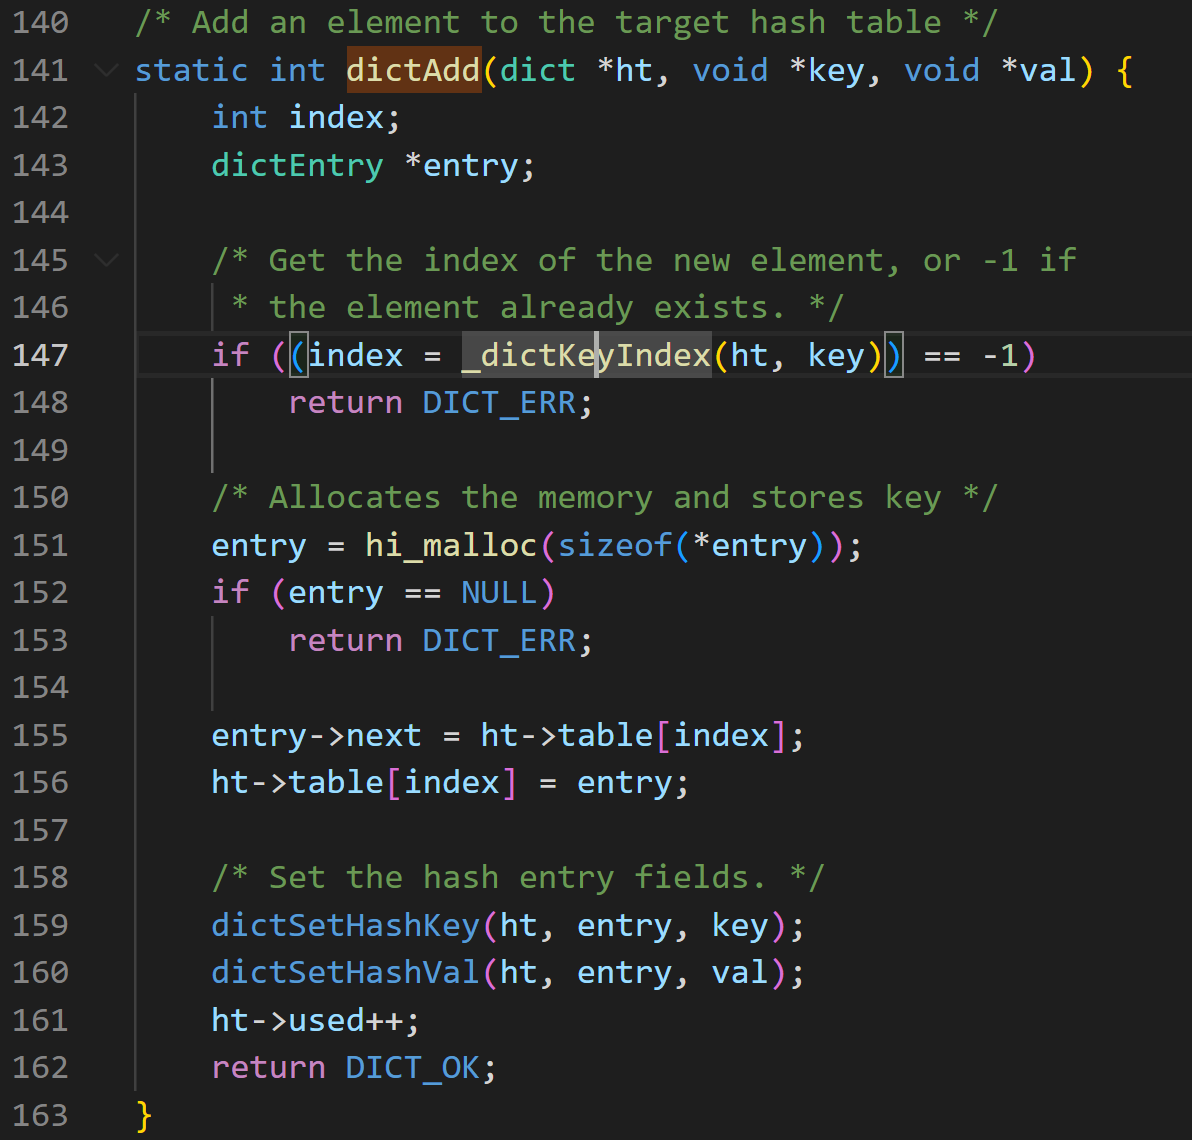 140 /* Add an element to the target hash table */
141 static int dictAdd(dict *ht, void *key, void *val) {
142     int index;
143     dictEntry *entry;
144
145     /* Get the index of the new element, or -1 if
146      * the element already exists. */
147     if ((index = _dictKeyIndex(ht, key)) == -1)
148         return DICT_ERR;
149
150     /* Allocates the memory and stores key */
151     entry = hi_malloc(sizeof(*entry));
152     if (entry == NULL)
153         return DICT_ERR;
154
155     entry->next = ht->table[index];
156     ht->table[index] = entry;
157
158     /* Set the hash entry fields. */
159     dictSetHashKey(ht, entry, key);
160     dictSetHashVal(ht, entry, val);
161     ht->used++;
162     return DICT_OK;
163 }